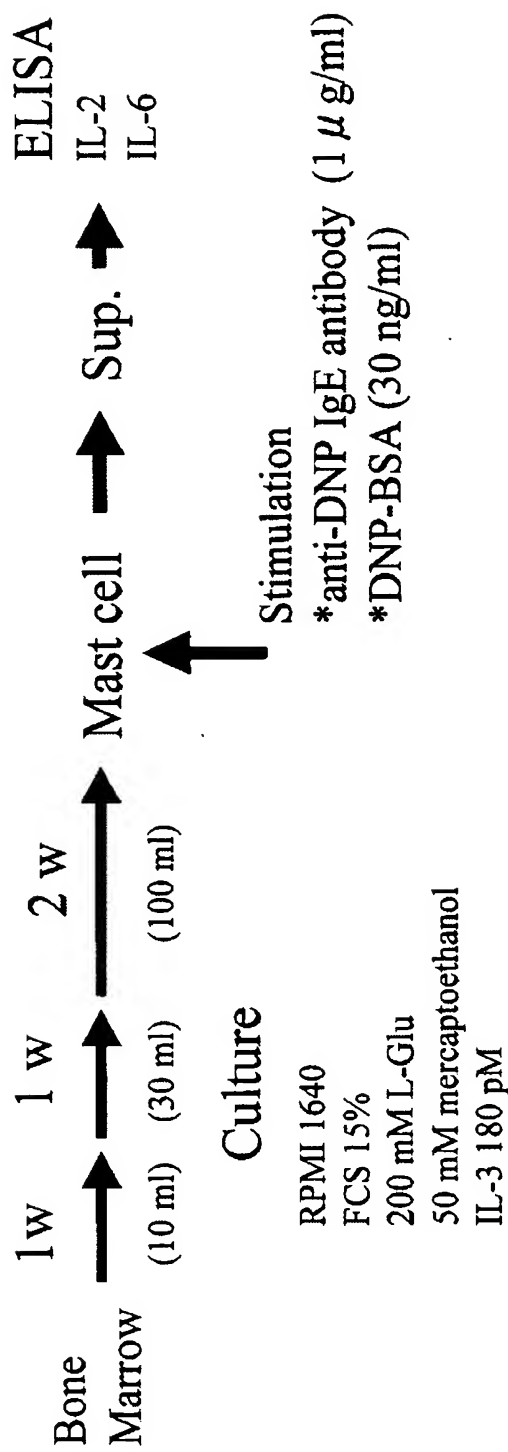 Bone
Marrow
1w
1 w
2 w
(10 ml)
(30 ml)
(100 ml)
Mast cell
Sup.
ELISA
IL-2
IL-6
Culture
RPMI 1640
FCS 15%
200 mM L-Glu
50 mM mercaptoethanol
IL-3 180 pM
Stimulation
*anti-DNP IgE antibody (1 μ g/ml)
*DNP-BSA (30 ng/ml)